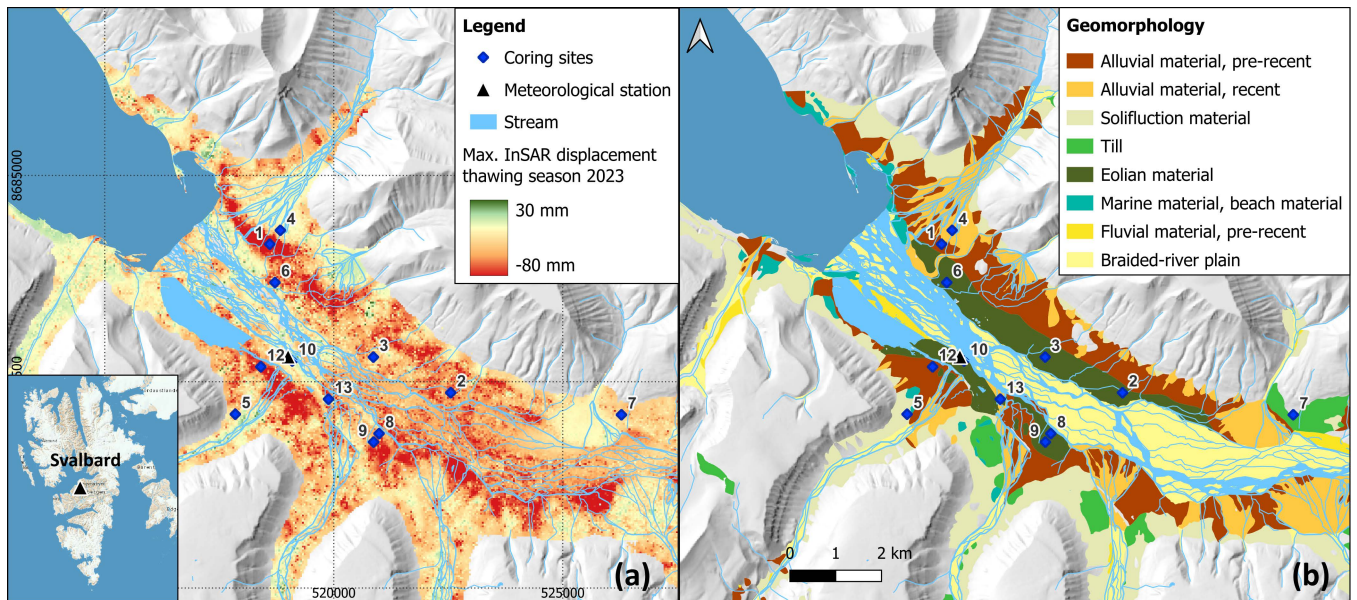 Legend
Coring sites
Meteorological station
Stream
Max. InSAR displacement
thawing season 2023
30 mm
-80 mm
8685000
4
1
6
12
10
3
13
2
7
5
8
9
Svalbard
520000
525000
(a)
Geomorphology
Alluvial material, pre-recent
Alluvial material, recent
Solifluction material
Till
Eolian material
Marine material, beach material
Fluvial material, pre-recent
Braided-river plain
4
1
6
12
10
3
13
2
7
5
8
9
0 1 2 km
(b)